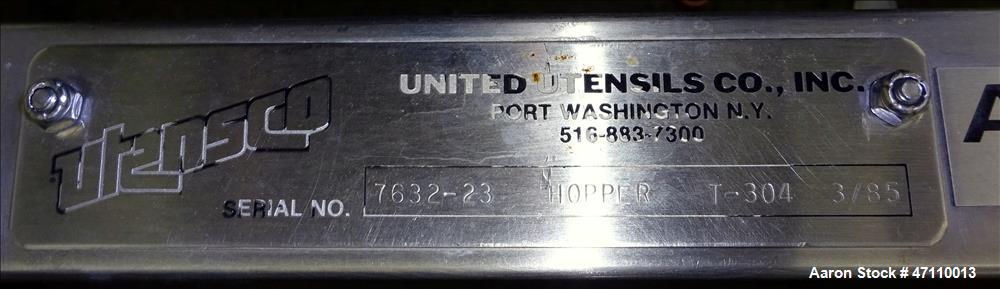 Utensco
UNITED UTENSILS CO., INC.
PORT WASHINGTON N.Y.
516-883-7300
SERIAL NO. 7632-23 HOPPER T-304 3/85
A
Aaron Stock # 47110013